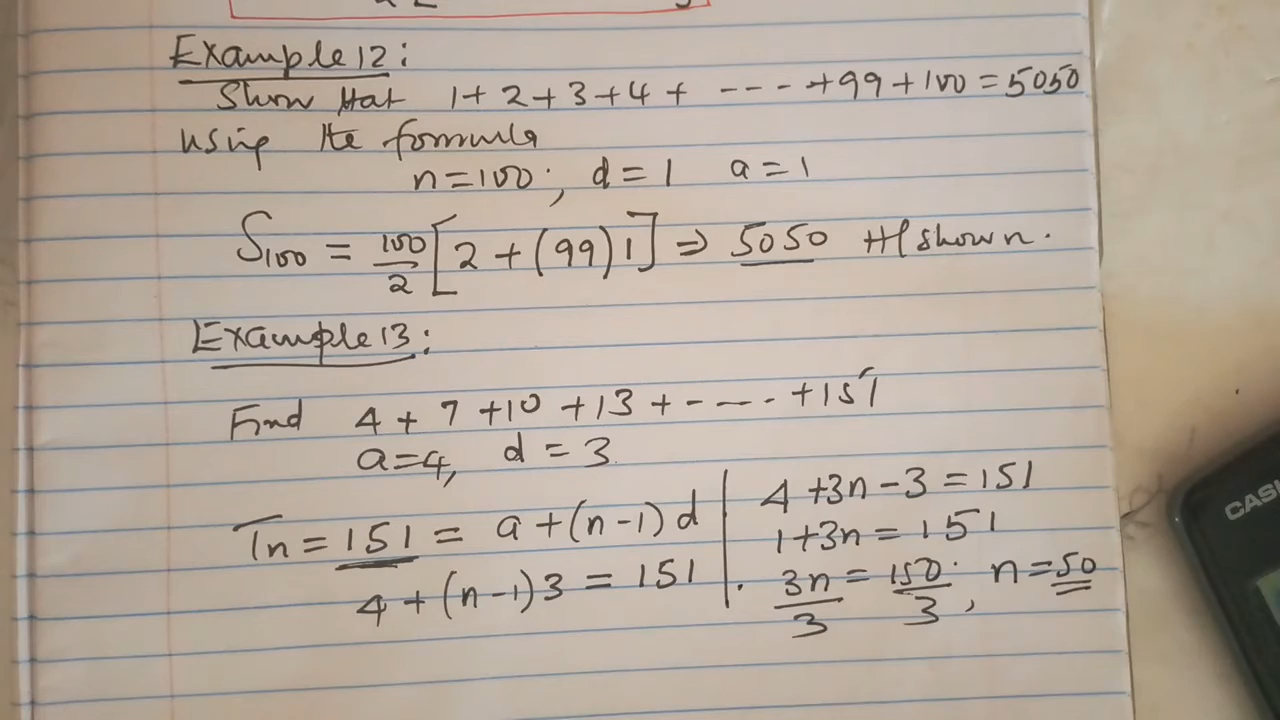 Example 12:
Show that 1 + 2 + 3 + 4 + ---- + 99 + 100 = 5050
using the formula
n = 100; d = 1 a = 1
S100 = 100/2 [2 + (99)1] ⇒ 5050 shown.
Example 13:
Find 4 + 7 + 10 + 13 + ----- + 151
a = 4, d = 3
Tn = 151 = a + (n-1)d
4 + (n-1)3 = 151
4 + 3n - 3 = 151
1 + 3n = 151
3n/3 = 150/3, n = 50
CASI